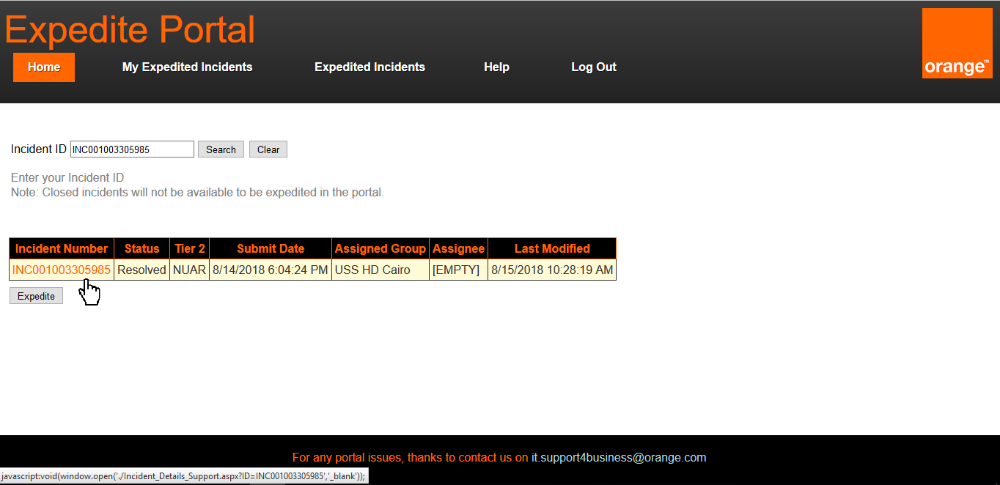 Expedite Portal
Home My Expedited Incidents Expedited Incidents Help Log Out
orange™
Incident ID INC001003305985 Search Clear
Enter your Incident ID
Note: Closed incidents will not be available to be expedited in the portal.
Incident Number Status Tier 2 Submit Date Assigned Group Assignee Last Modified
INC001003305985 Resolved NUAR 8/14/2018 6:04:24 PM USS HD Cairo [EMPTY] 8/15/2018 10:28:19 AM
Expedite
For any portal issues, thanks to contact us on it.support4business@orange.com
javascript:void(window.open('./Incident_Details_Support.aspx?ID=INC001003305985','_blank'));